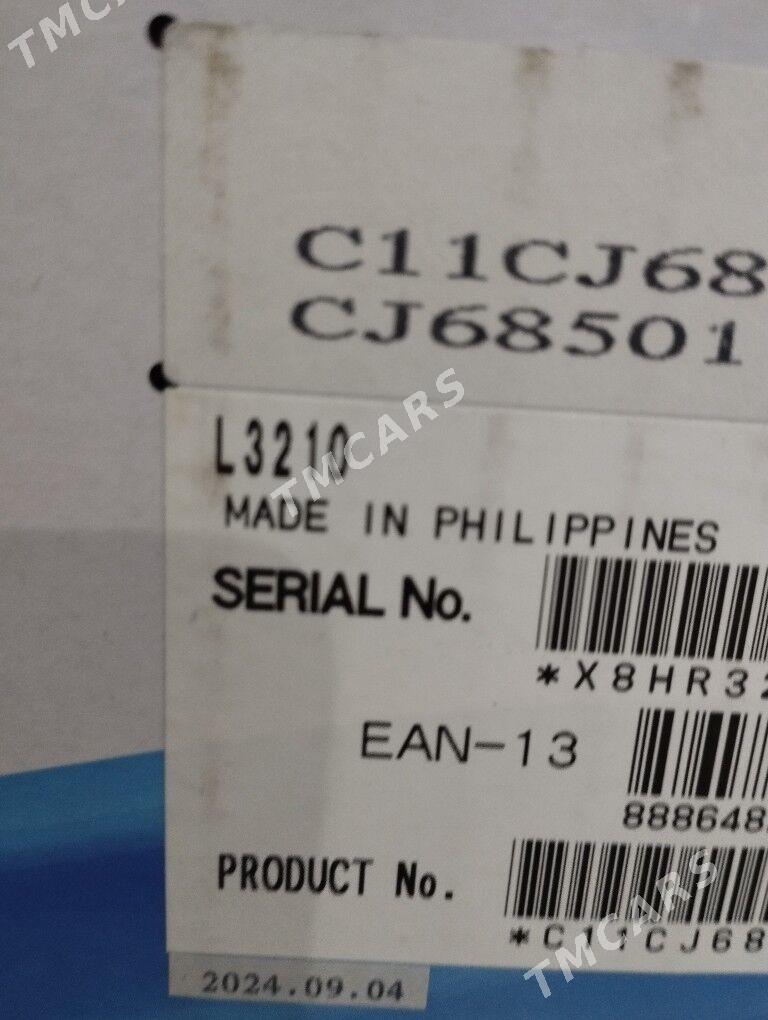 TMCARS
C11CJ68
CJ68501
L3210
TMCARS
MADE IN PHILIPPINES
SERIAL No.
*X8HR32
EAN-13
888648
PRODUCT No.
TMCARS
*C11CJ68
2024.09.04